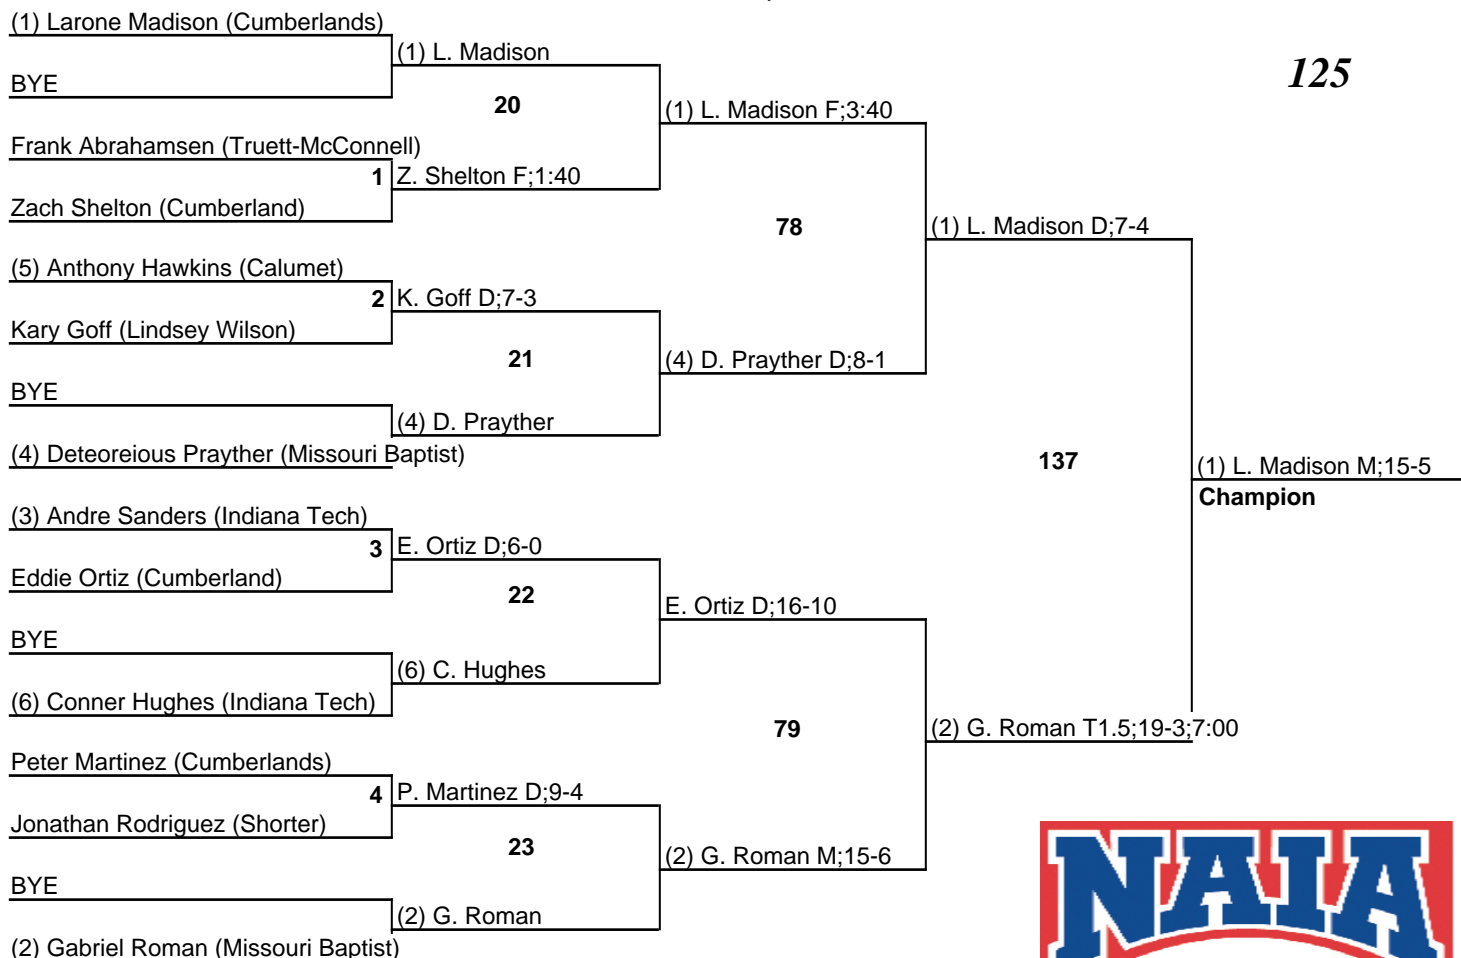 (1) Larone Madison (Cumberlands)
(1) L. Madison
BYE
20
125
(1) L. Madison F;3:40
Frank Abrahamsen (Truett-McConnell)
1 Z. Shelton F;1:40
Zach Shelton (Cumberland)
78
(1) L. Madison D;7-4
(5) Anthony Hawkins (Calumet)
2 K. Goff D;7-3
Kary Goff (Lindsey Wilson)
21
(4) D. Prayther D;8-1
BYE
(4) D. Prayther
(4) Deteoreious Prayther (Missouri Baptist)
137
(1) L. Madison M;15-5
Champion
(3) Andre Sanders (Indiana Tech)
3 E. Ortiz D;6-0
Eddie Ortiz (Cumberland)
22
E. Ortiz D;16-10
BYE
(6) C. Hughes
(6) Conner Hughes (Indiana Tech)
79
(2) G. Roman T1.5;19-3;7:00
Peter Martinez (Cumberlands)
4 P. Martinez D;9-4
Jonathan Rodriguez (Shorter)
23
(2) G. Roman M;15-6
BYE
(2) G. Roman
(2) Gabriel Roman (Missouri Baptist)
NAIA